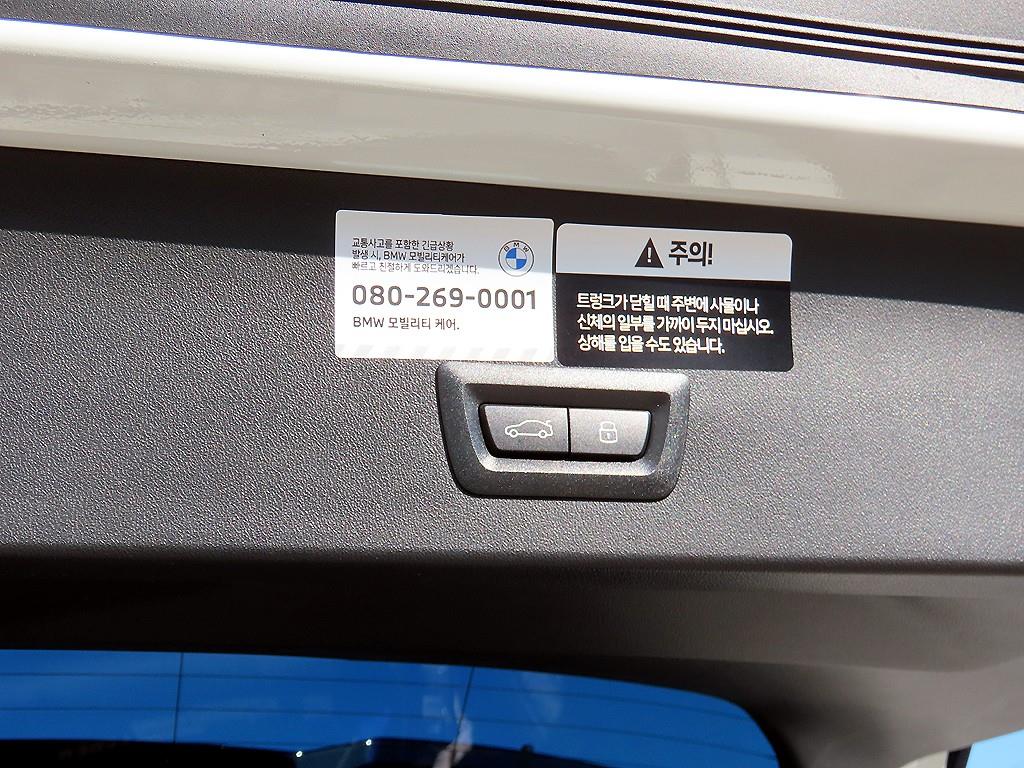 교통사고를 포함한 긴급상황
발생 시, BMW 모빌리티케어가
빠르고 친절하게 도와드리겠습니다.
BMW
080-269-0001
BMW 모빌리티 케어.
주의!
트렁크가 닫힐 때 주변에 사물이나
신체의 일부를 가까이 두지 마십시오.
상해를 입을 수도 있습니다.